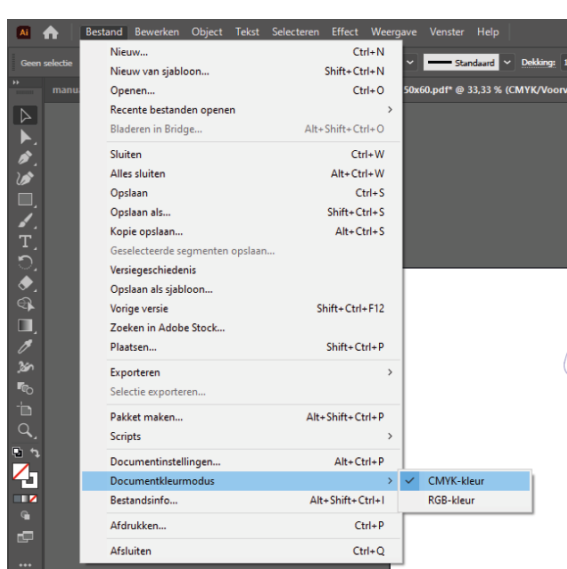 Ai
Bestand Bewerken Object Tekst Selecteren Effect Weergave Venster Help
Geen selectie
Standaard Dekking:
50x60.pdf* @ 33,33 % (CMYK/Voorv
Nieuw... Ctrl+N
Nieuw van sjabloon... Shift+Ctrl+N
Openen... Ctrl+O
Recente bestanden openen >
Bladeren in Bridge... Alt+Shift+Ctrl+O
Sluiten Ctrl+W
Alles sluiten Alt+Ctrl+W
Opslaan Ctrl+S
Opslaan als... Shift+Ctrl+S
Kopie opslaan... Alt+Ctrl+S
Geselecteerde segmenten opslaan...
Versiegeschiedenis
Opslaan als sjabloon...
Vorige versie Shift+Ctrl+F12
Zoeken in Adobe Stock...
Plaatsen... Shift+Ctrl+P
Exporteren >
Selectie exporteren...
Pakket maken... Alt+Shift+Ctrl+P
Scripts >
Documentinstellingen... Alt+Ctrl+P
Documentkleurmodus > CMYK-kleur
Bestandsinfo... Alt+Shift+Ctrl+I RGB-kleur
Afdrukken... Ctrl+P
Afsluiten Ctrl+Q